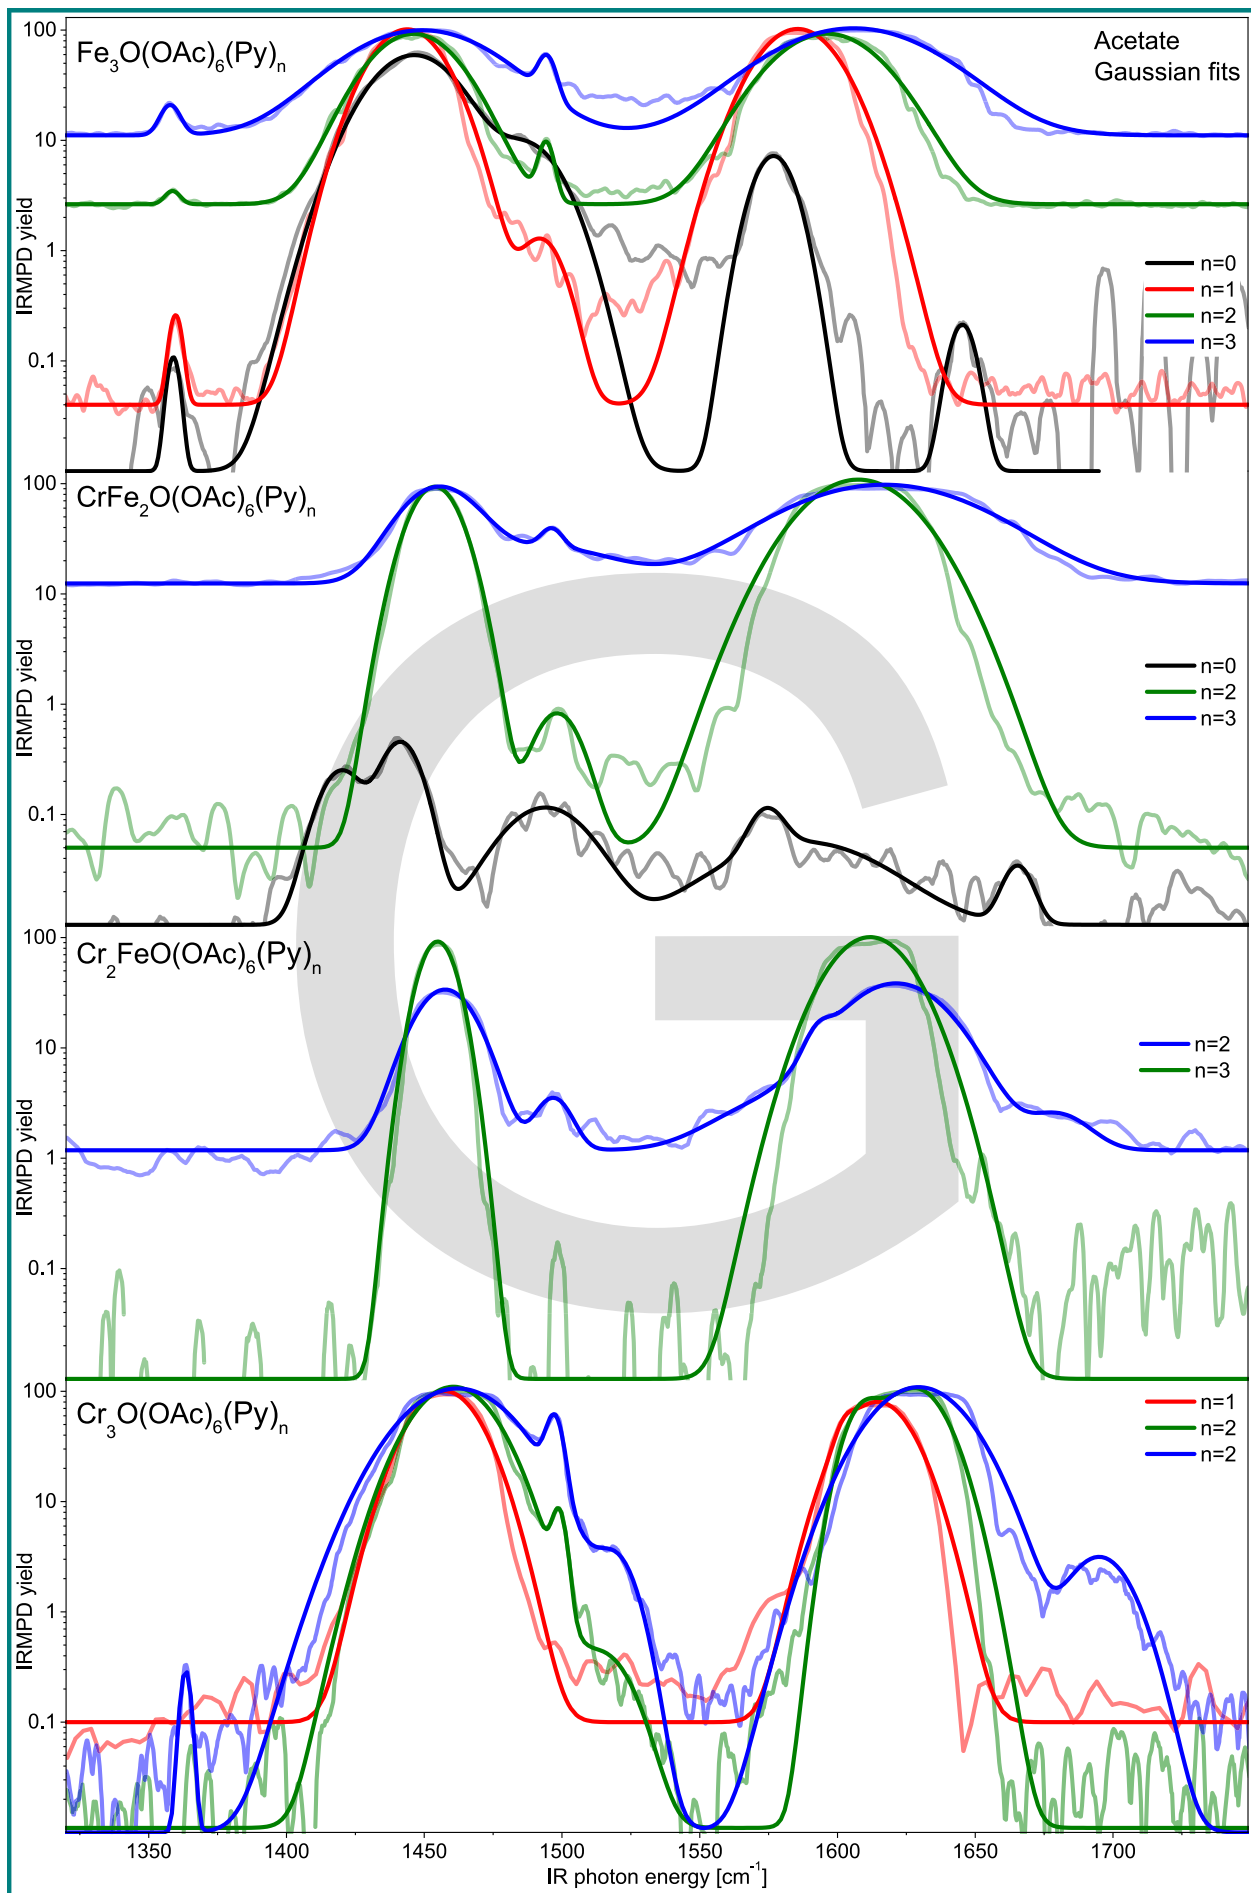 Fe3O(OAc)6(Py)n
Acetate
Gaussian fits
100
10
1
0.1
IRMPD yield
n=0
n=1
n=2
n=3
CrFe2O(OAc)6(Py)n
100
10
1
0.1
IRMPD yield
n=0
n=2
n=3
Cr2FeO(OAc)6(Py)n
100
10
1
0.1
IRMPD yield
n=2
n=3
Cr3O(OAc)6(Py)n
100
10
1
0.1
IRMPD yield
n=1
n=2
n=2
G
1350 1400 1450 1500 1550 1600 1650 1700
IR photon energy [cm-1]